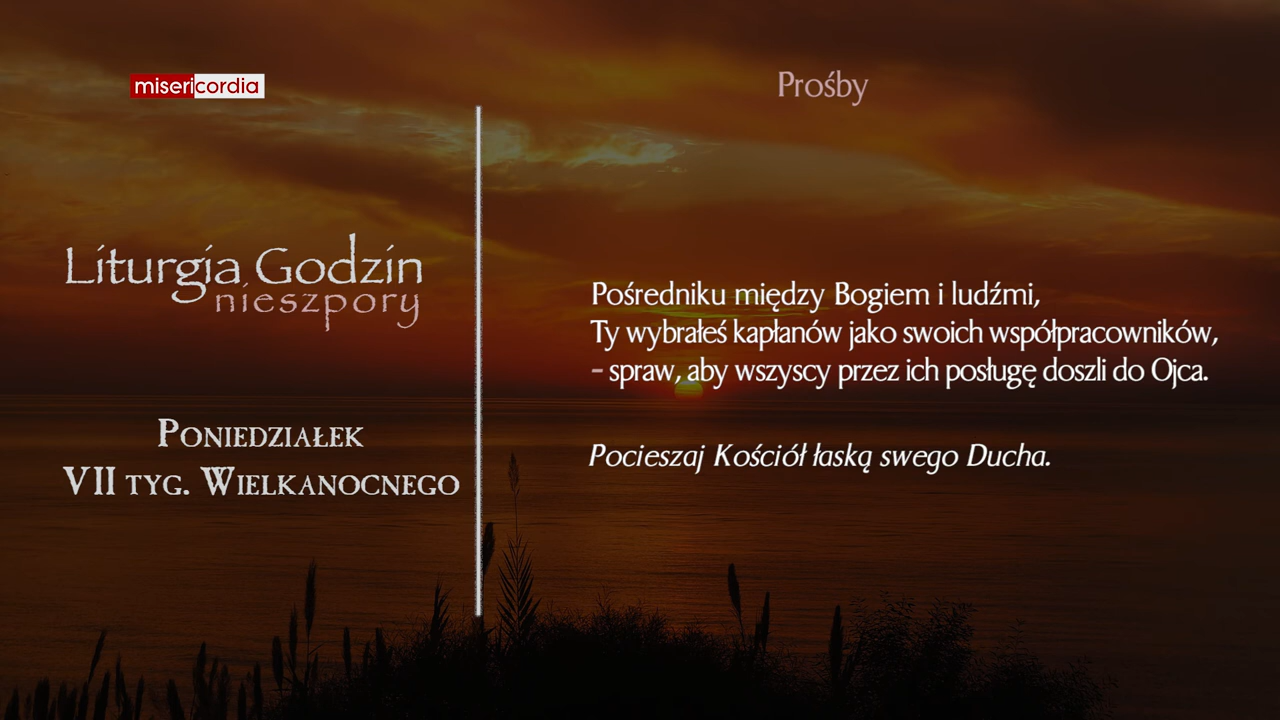 misericordia
Prośby
Liturgia Godzin
nieszpory
Poniedziałek
VII tyg. Wielkanocnego
Pośredniku między Bogiem i ludźmi,
Ty wybrałeś kapłanów jako swoich współpracowników,
- spraw, aby wszyscy przez ich posługę doszli do Ojca.
Pocieszaj Kościół łaską swego Ducha.